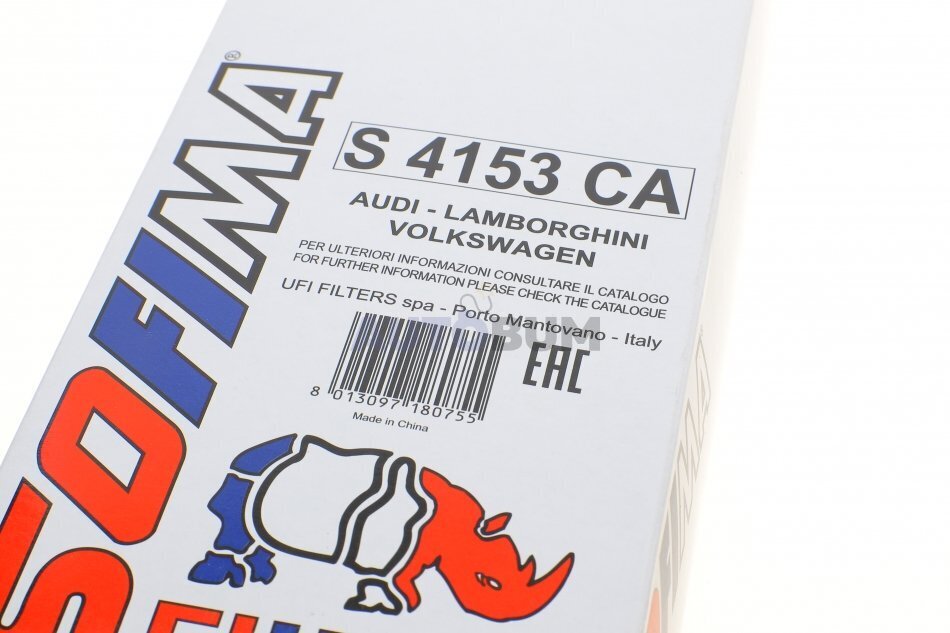 SOFIMA®
S 4153 CA
AUDI - LAMBORGHINI
VOLKSWAGEN
PER ULTERIORI INFORMAZIONI CONSULTARE IL CATALOGO
FOR FURTHER INFORMATION PLEASE CHECK THE CATALOGUE
UFI FILTERS spa - Porto Mantovano - Italy
AUTOBUM
EAC
8 013097 180755
Made in China